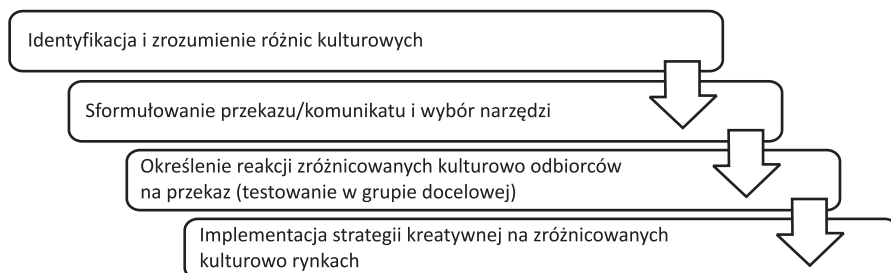 Identyfikacja i zrozumienie różnic kulturowych
Sformułowanie przekazu/komunikatu i wybór narzędzi
Określenie reakcji zróżnicowanych kulturowo odbiorców
na przekaz (testowanie w grupie docelowej)
Implementacja strategii kreatywnej na zróżnicowanych
kulturowo rynkach